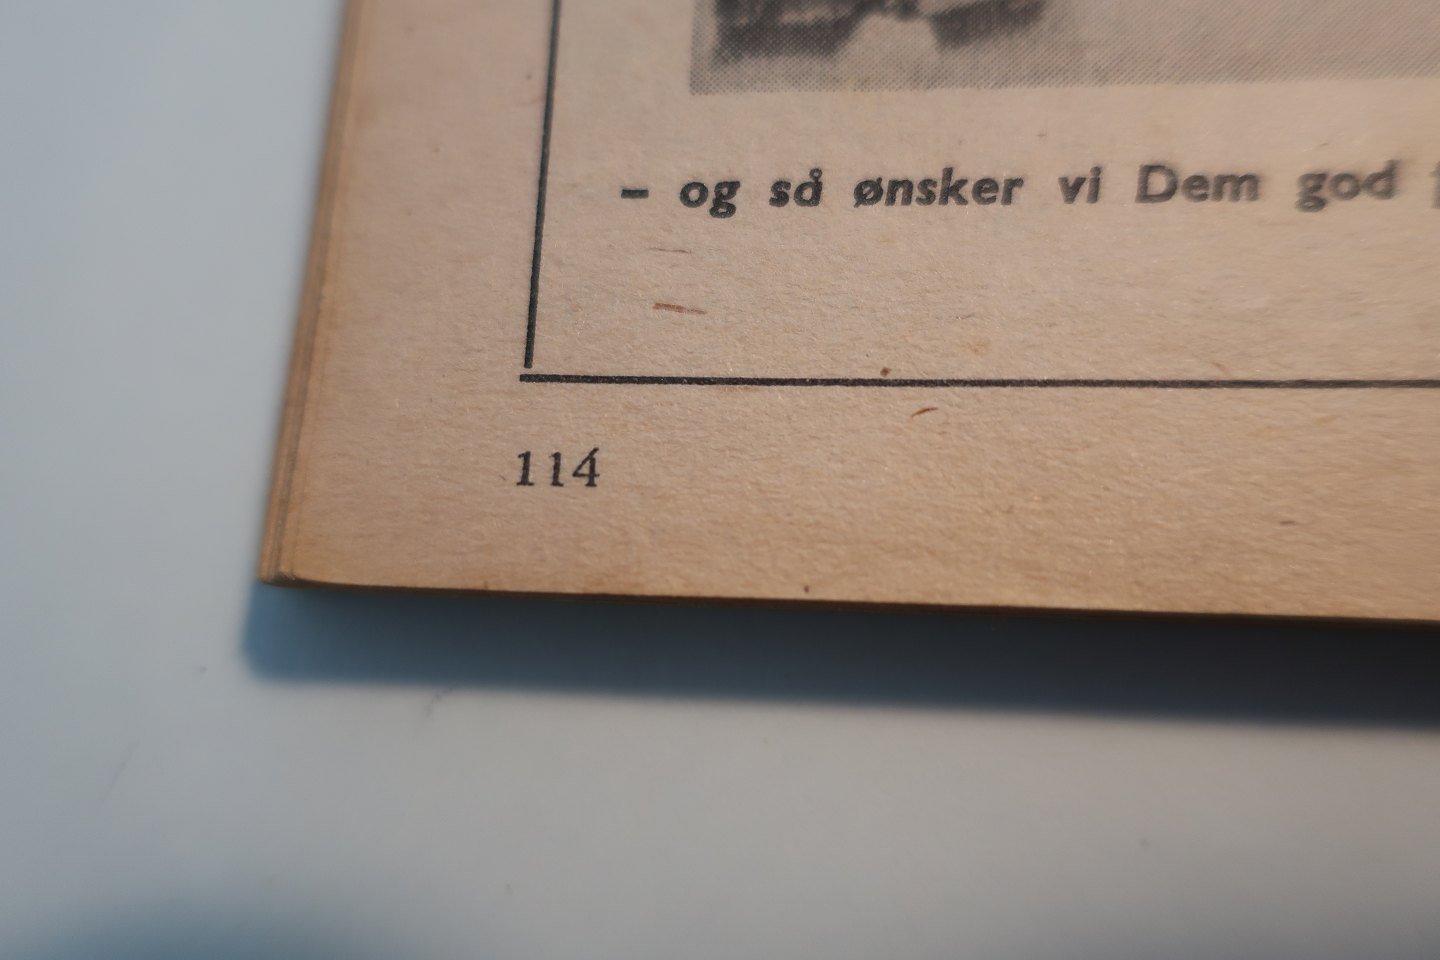 – og så ønsker vi Dem god
114